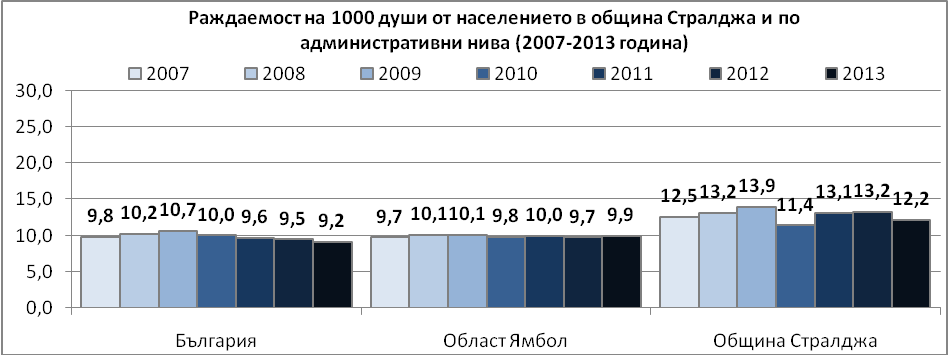 Раждаемост на 1000 души от населението в община Стралджа и по
административни нива (2007-2013 година)
2007 2008 2009 2010 2011 2012 2013
30,0
25,0
20,0
15,0
10,0
5,0
0,0
9,8 10,2 10,7 10,0 9,6 9,5 9,2
9,7 10,1 10,1 9,8 10,0 9,7 9,9
12,5 13,2 13,9 11,4 13,1 13,2 12,2
България Област Ямбол Община Стралджа